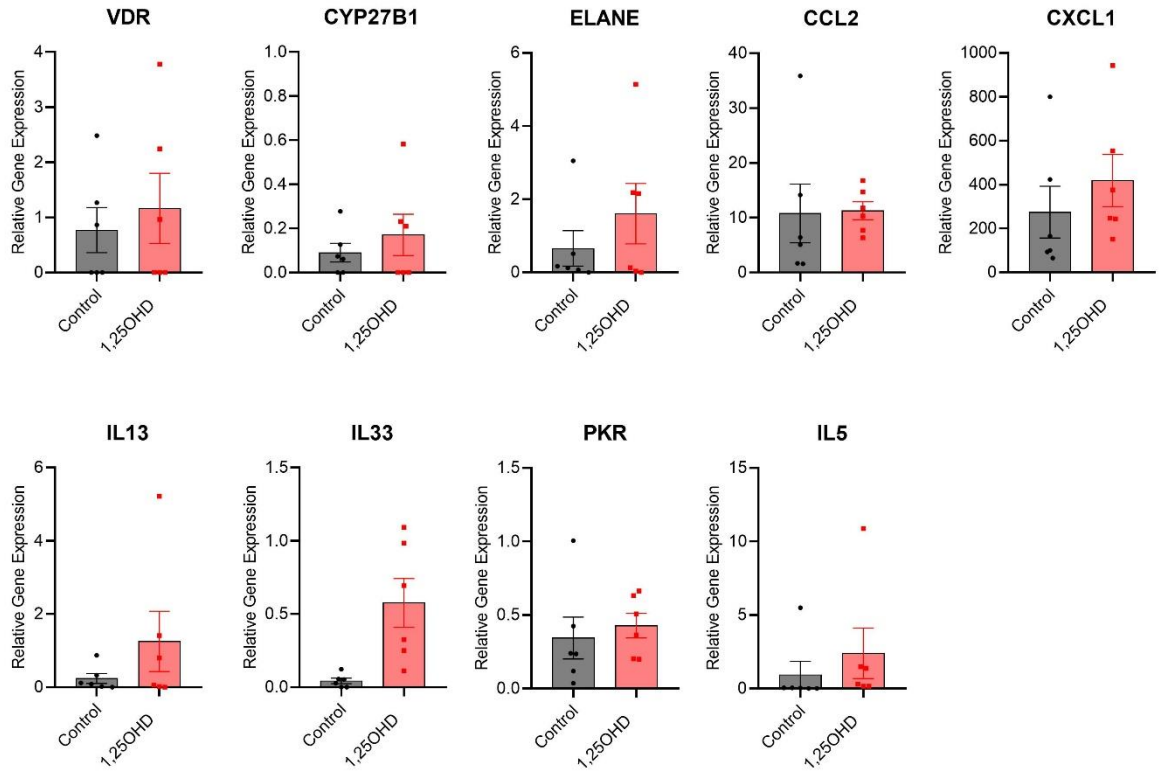 VDR
CYP27B1
ELANE
CCL2
CXCL1
Relative Gene Expression
4
3
2
1
0
Control
1,25OHD
Relative Gene Expression
1.0
0.8
0.6
0.4
0.2
0.0
Control
1,25OHD
Relative Gene Expression
6
4
2
0
Control
1,25OHD
Relative Gene Expression
40
30
20
10
0
Control
1,25OHD
Relative Gene Expression
1000
800
600
400
200
0
Control
1,25OHD
IL13
IL33
PKR
IL5
Relative Gene Expression
6
4
2
0
Control
1,25OHD
Relative Gene Expression
1.5
1.0
0.5
0.0
Control
1,25OHD
Relative Gene Expression
1.5
1.0
0.5
0.0
Control
1,25OHD
Relative Gene Expression
15
10
5
0
Control
1,25OHD